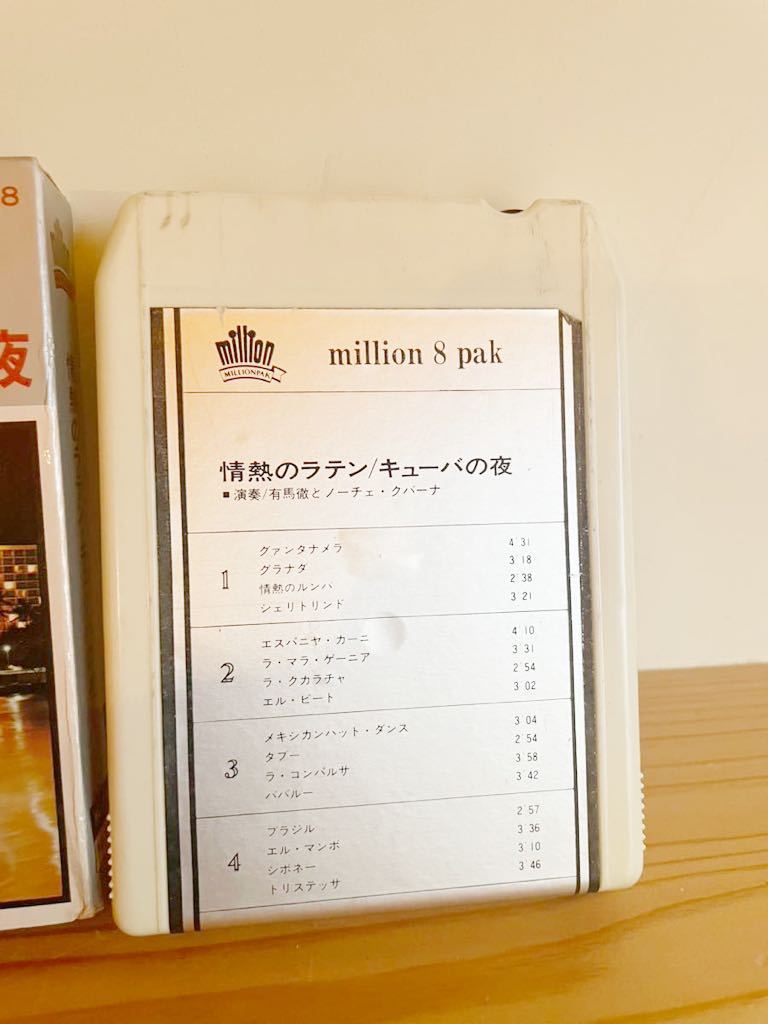 8
夜
million
MILLIONPAK
million 8 pak
情熱のラテン/キューバの夜
■演奏/有馬徹とノーチェ・クバーナ
1
グァンタナメラ 4'31
グラナダ 3'18
情熱のルンバ 2'38
シェリトリンド 3'21
2
エスパニヤ・カーニ 4'10
ラ・マラ・ゲーニア 3'31
ラ・クカラチャ 2'54
エル・ビート 3'02
3
メキシカンハット・ダンス 3'04
タブー 2'54
ラ・コンパルサ 3'58
ババルー 3'42
4
ブラジル 2'57
エル・マンボ 3'36
シボネー 3'10
トリステッサ 3'46